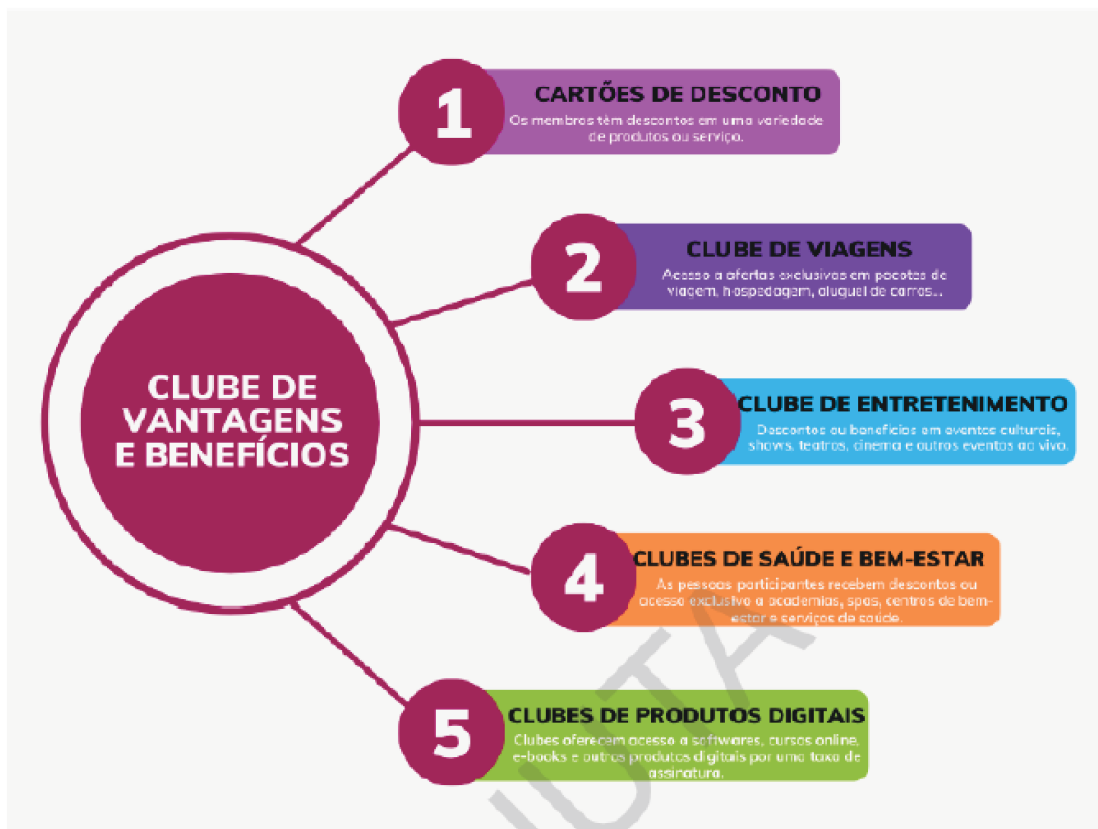 1
CARTÕES DE DESCONTO
Os membros têm descontos em uma variedade
de produtos ou serviço.
2
CLUBE DE VIAGENS
Acesso a ofertas exclusivas em pacotes de
viagem, hospedagem, aluguel de carros...
CLUBE DE
VANTAGENS
E BENEFÍCIOS
3
CLUBE DE ENTRETENIMENTO
Descontos ou benefícios em eventos culturais,
shows, teatros, cinema e outros eventos ao vivo.
4
CLUBES DE SAÚDE E BEM-ESTAR
As pessoas participantes recebem descontos ou
acesso exclusivo a academias, spas, centros de bem-
estar e serviços de saúde.
5
CLUBES DE PRODUTOS DIGITAIS
Clubes oferecem acesso a softwares, cursos online,
e-books e outros produtos digitais por uma taxa de
assinatura.